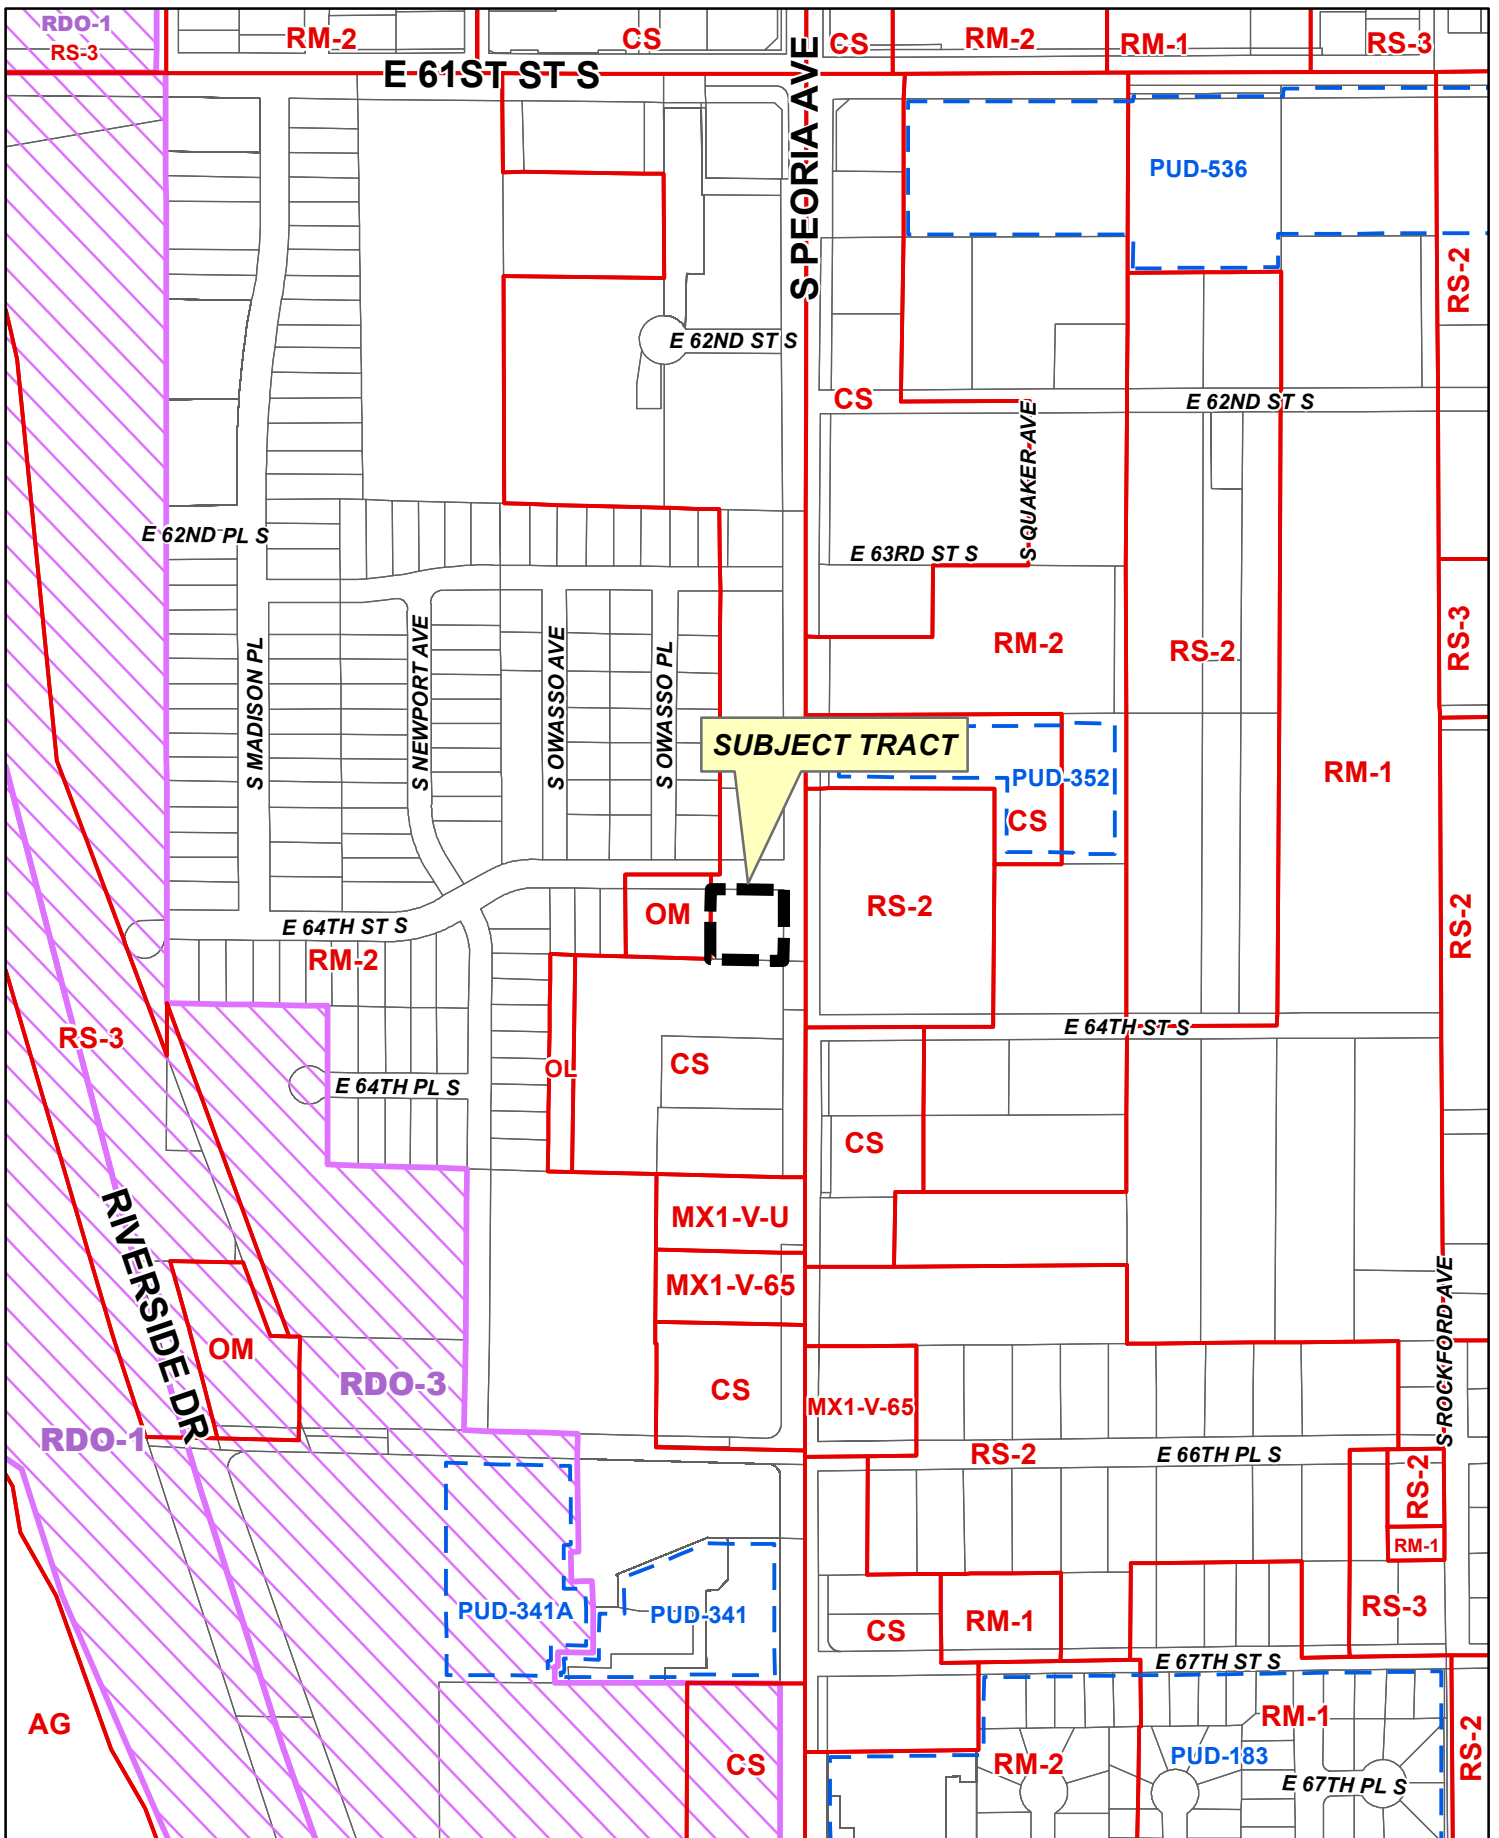 RDO-1
RS-3
RM-2
CS
CS
RM-2
RM-1
RS-3
E 61ST ST S
S PEORIA AVE
PUD-536
RS-2
E 62ND ST S
CS
E 62ND ST S
S QUAKER AVE
E 62ND PL S
E 63RD ST S
S MADISON PL
S NEWPORT AVE
S OWASSO AVE
S OWASSO PL
RM-2
RS-2
RS-3
SUBJECT TRACT
PUD-352
RM-1
CS
OM
RS-2
RS-2
E 64TH ST S
RM-2
RS-3
E 64TH ST S
OL
CS
E 64TH PL S
CS
RIVERSIDE DR
MX1-V-U
MX1-V-65
OM
RDO-3
CS
MX1-V-65
S ROCKFORD AVE
RDO-1
RS-2
E 66TH PL S
RS-2
RM-1
PUD-341A
PUD-341
CS
RM-1
RS-3
E 67TH ST S
AG
RM-1
RS-2
CS
RM-2
PUD-183
E 67TH PL S